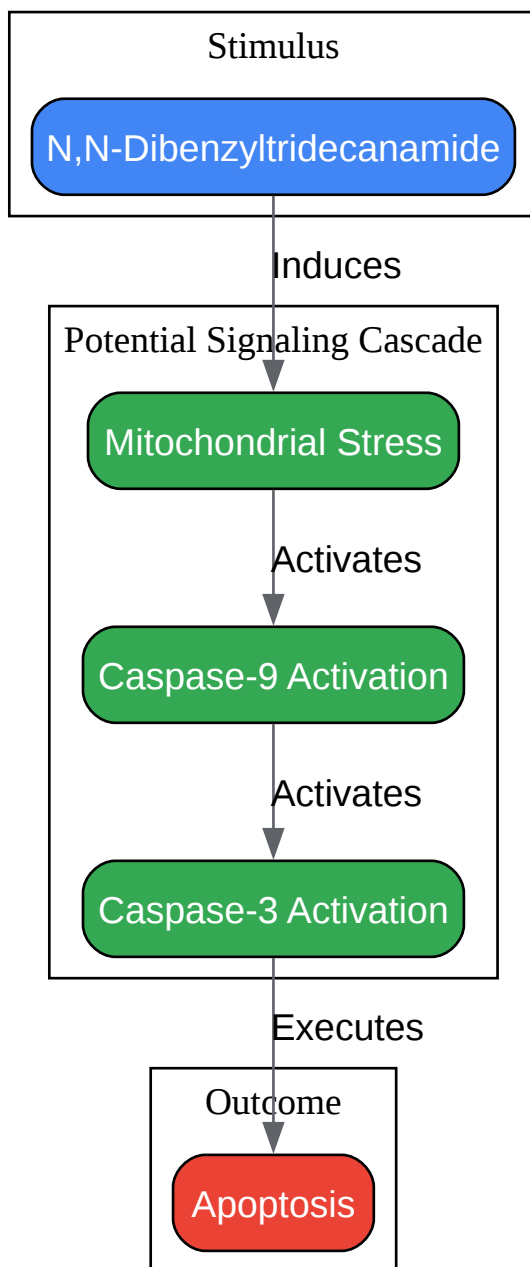 Stimulus
N,N-Dibenzyltridecanamide
Induces
Potential Signaling Cascade
Mitochondrial Stress
Activates
Caspase-9 Activation
Activates
Caspase-3 Activation
Executes
Outcome
Apoptosis